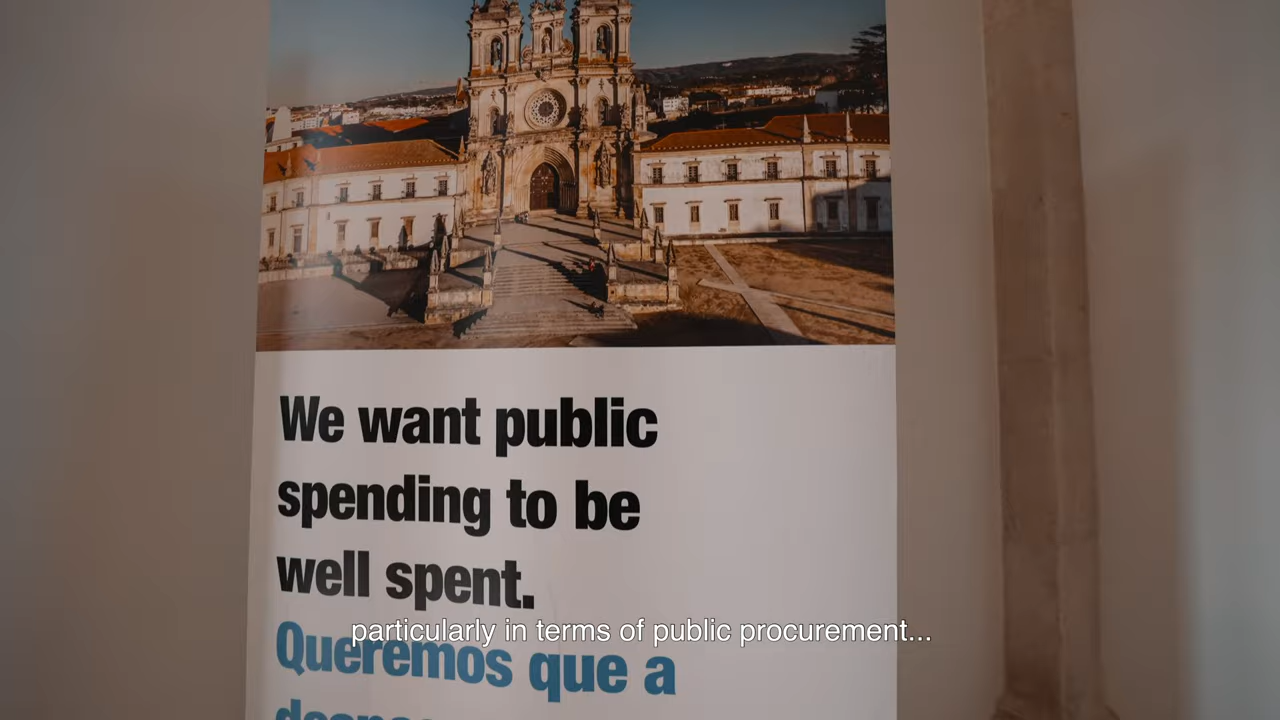 We want public
spending to be
well spent.
particularly in terms of public procurement...
Queremos que a